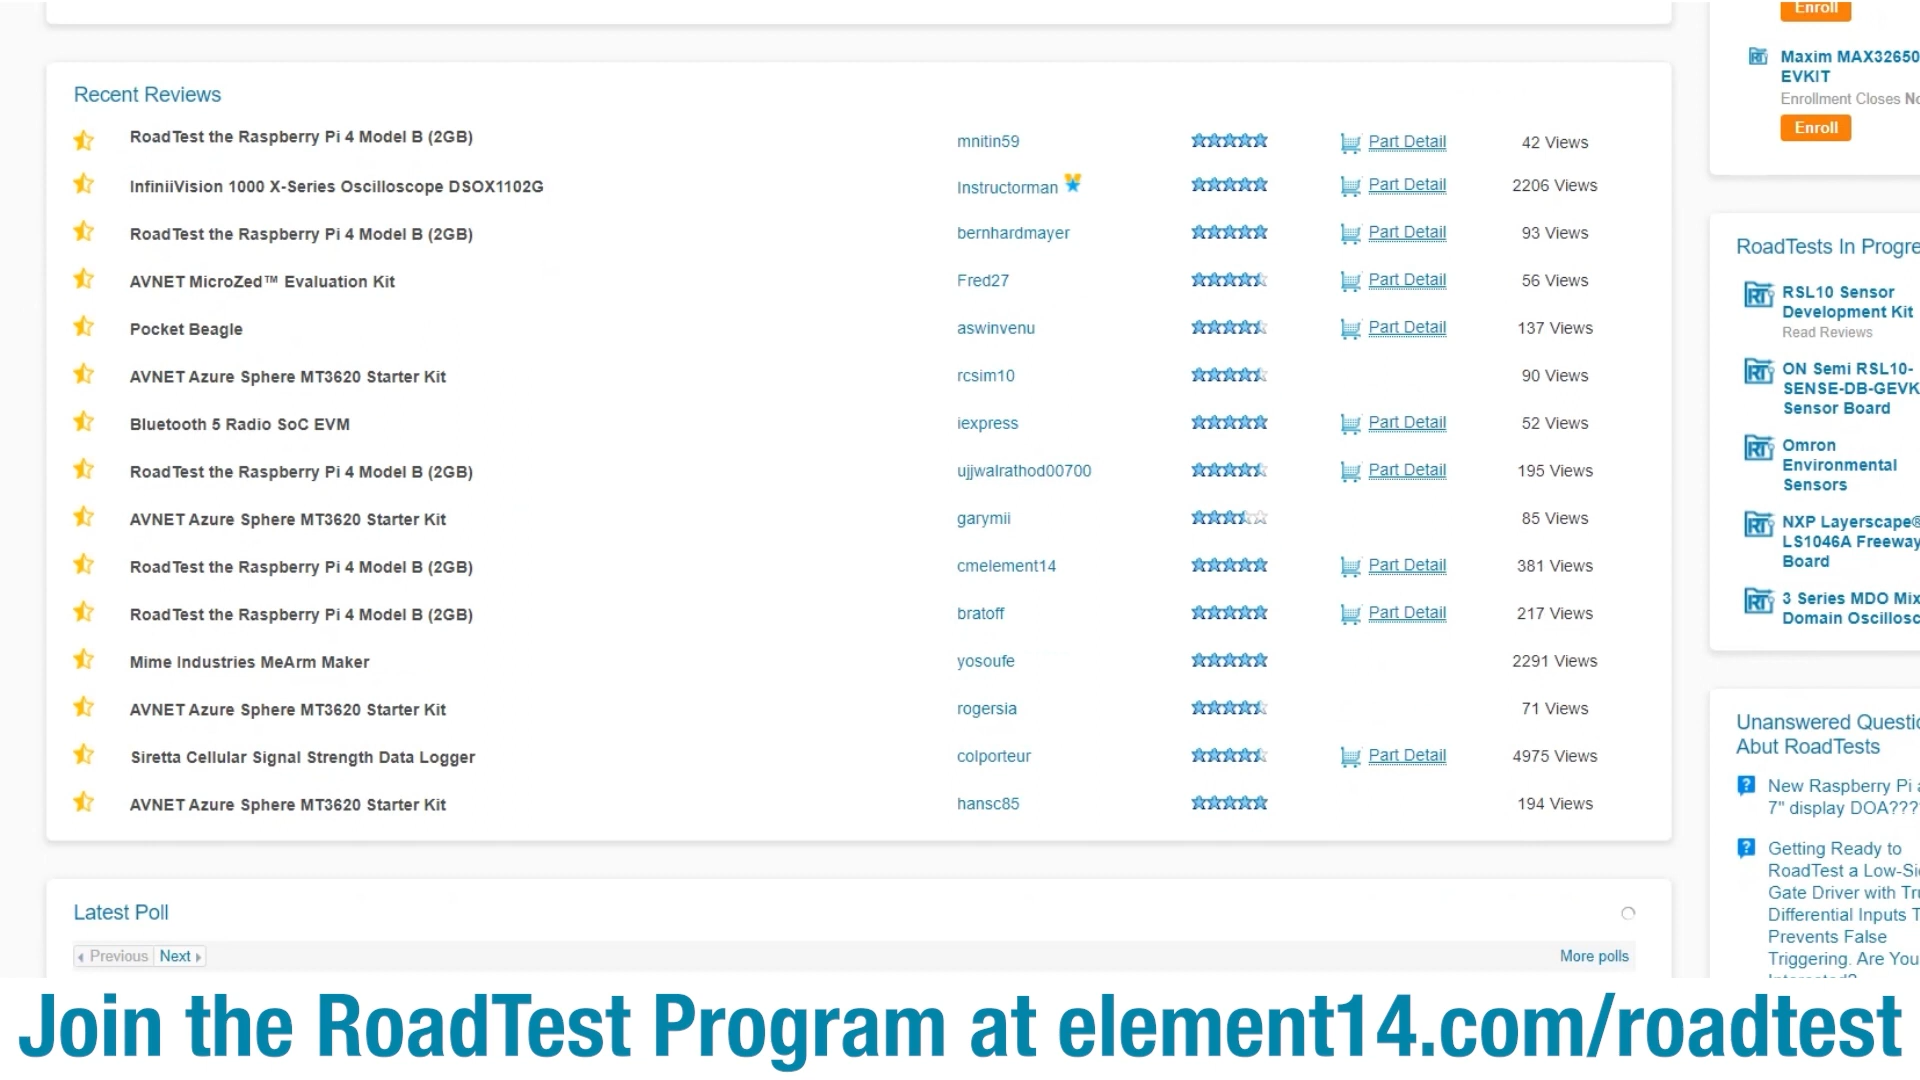 Enroll
Maxim MAX32650
EVKIT
Enrollment Closes
Enroll
Recent Reviews
RoadTest the Raspberry Pi 4 Model B (2GB) mnitin59 Part Detail 42 Views
InfiniiVision 1000 X-Series Oscilloscope DSOX1102G Instructorman Part Detail 2206 Views
RoadTest the Raspberry Pi 4 Model B (2GB) bernhardmayer Part Detail 93 Views
AVNET MicroZed™ Evaluation Kit Fred27 Part Detail 56 Views
Pocket Beagle aswinvenu Part Detail 137 Views
AVNET Azure Sphere MT3620 Starter Kit rcsim10 90 Views
Bluetooth 5 Radio SoC EVM iexpress Part Detail 52 Views
RoadTest the Raspberry Pi 4 Model B (2GB) ujjwalrathod00700 Part Detail 195 Views
AVNET Azure Sphere MT3620 Starter Kit garymii 85 Views
RoadTest the Raspberry Pi 4 Model B (2GB) cmelement14 Part Detail 381 Views
RoadTest the Raspberry Pi 4 Model B (2GB) bratoff Part Detail 217 Views
Mime Industries MeArm Maker yosoufe 2291 Views
AVNET Azure Sphere MT3620 Starter Kit rogersia 71 Views
Siretta Cellular Signal Strength Data Logger colporteur Part Detail 4975 Views
AVNET Azure Sphere MT3620 Starter Kit hansc85 194 Views
RoadTests In Progre
RSL10 Sensor
Development Kit
Read Reviews
ON Semi RSL10-
SENSE-DB-GEVK
Sensor Board
Omron
Environmental
Sensors
NXP Layerscape®
LS1046A Freeway
Board
3 Series MDO Mix
Domain Oscillosc
Unanswered Questio
Abut RoadTests
New Raspberry Pi
7" display DOA???
Getting Ready to
RoadTest a Low-Si
Gate Driver with Tru
Differential Inputs T
Prevents False
Triggering. Are You
Latest Poll
Previous Next More polls
Join the RoadTest Program at element14.com/roadtest